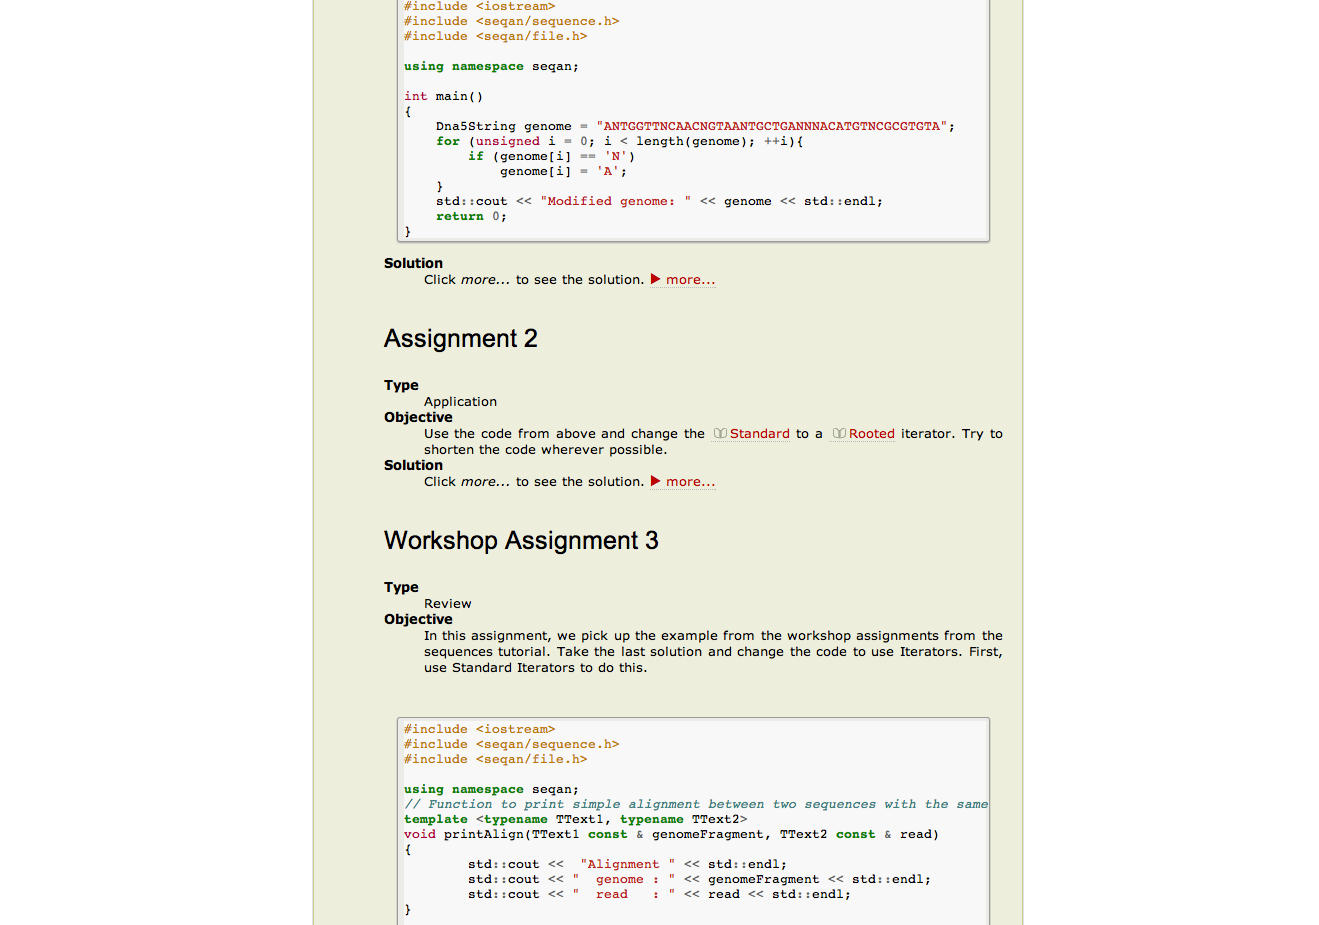 #include <iostream>
#include <seqan/sequence.h>
#include <seqan/file.h>
using namespace seqan;
int main()
{
    Dna5String genome = "ANTGGTTNCAACNGTAANTGCTGANNNACATGTNCGCGTGTA";
    for (unsigned i = 0; i < length(genome); ++i){
        if (genome[i] == 'N')
            genome[i] = 'A';
    }
    std::cout << "Modified genome: " << genome << std::endl;
    return 0;
}
Solution
Click more... to see the solution. ▶ more...
Assignment 2
Type
Application
Objective
Use the code from above and change the Standard to a Rooted iterator. Try to
shorten the code wherever possible.
Solution
Click more... to see the solution. ▶ more...
Workshop Assignment 3
Type
Review
Objective
In this assignment, we pick up the example from the workshop assignments from the
sequences tutorial. Take the last solution and change the code to use Iterators. First,
use Standard Iterators to do this.
#include <iostream>
#include <seqan/sequence.h>
#include <seqan/file.h>
using namespace seqan;
// Function to print simple alignment between two sequences with the same
template <typename TText1, typename TText2>
void printAlign(TText1 const & genomeFragment, TText2 const & read)
{
        std::cout <<  "Alignment " << std::endl;
        std::cout << "  genome : " << genomeFragment << std::endl;
        std::cout << "  read   : " << read << std::endl;
}